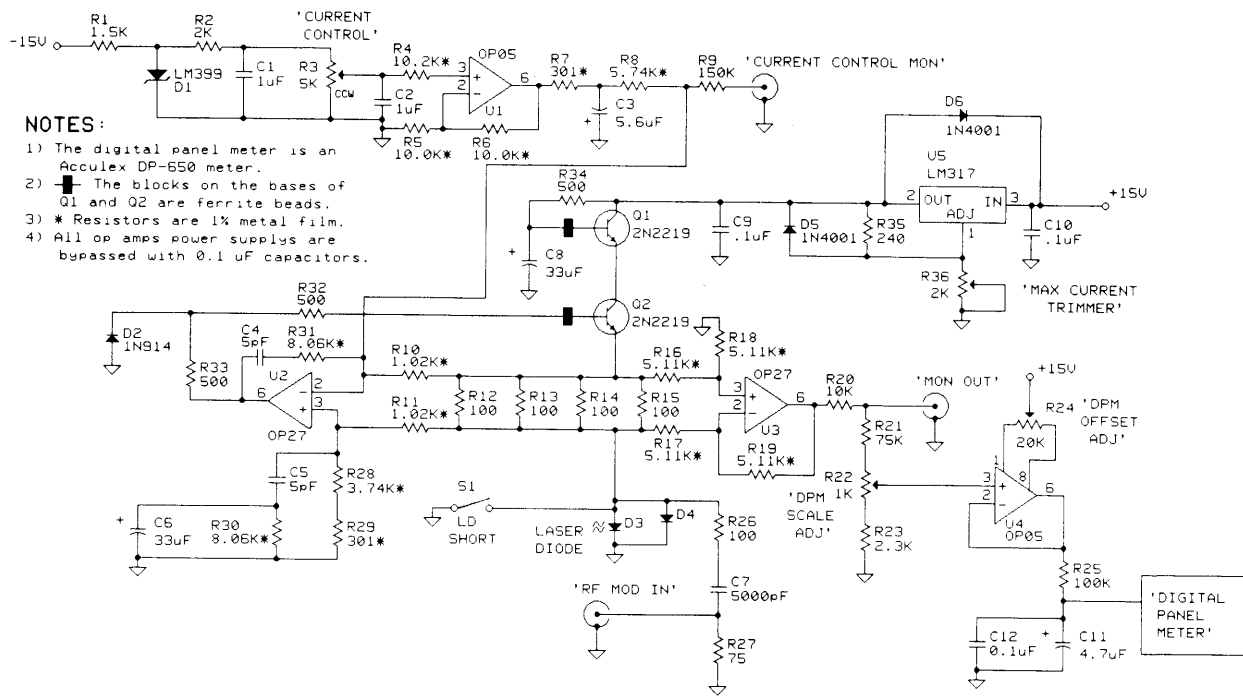 -15V
R1
1.5K
R2
2K
'CURRENT
CONTROL'
LM399
D1
C1
1uF
R3
5K
CCW
C2
1uF
R4
10.2K*
OP05
3
+
2
−
6
U1
R5
10.0K*
R6
10.0K*
R7
301*
R8
5.74K*
R9
150K
'CURRENT CONTROL MON'
+
C3
5.6uF
NOTES:
1) The digital panel meter is an
Acculex DP-650 meter.
2) The blocks on the bases of
Q1 and Q2 are ferrite beads.
3) * Resistors are 1% metal film.
4) All op amps power supplys are
bypassed with 0.1 uF capacitors.
D6
1N4001
U5
LM317
2
OUT
IN
3
ADJ
1
+15V
C10
.1uF
R34
500
Q1
2N2219
+
C8
33uF
C9
.1uF
D5
1N4001
R35
240
R36
2K
'MAX CURRENT
TRIMMER'
R32
500
Q2
2N2219
D2
1N914
C4
5pF
R31
8.06K*
R33
500
U2
6
2
−
3
+
OP27
R10
1.02K*
R11
1.02K*
R12
100
R13
100
R14
100
R15
100
R16
5.11K*
R17
5.11K*
R18
5.11K*
OP27
3
+
2
−
6
U3
R19
5.11K*
R20
10K
'MON OUT'
R21
75K
R22
1K
'DPM
SCALE
ADJ'
R23
2.3K
+15V
R24
20K
'DPM
OFFSET
ADJ'
1
8
3
+
2
−
6
U4
OP05
R25
100K
'DIGITAL
PANEL
METER'
C12
0.1uF
+
C11
4.7uF
C5
5pF
R28
3.74K*
+
C6
33uF
R30
8.06K*
R29
301*
S1
LD
SHORT
LASER
DIODE
D3
D4
R26
100
C7
5000pF
'RF MOD IN'
R27
75